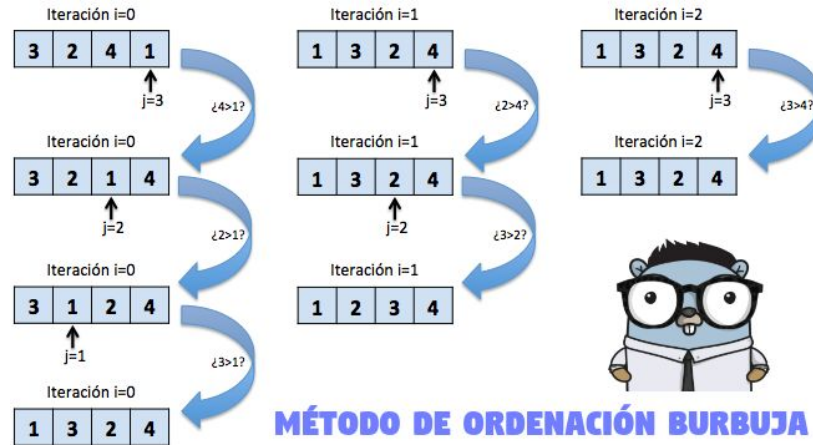 Iteración i=0
3 2 4 1
j=3
¿4>1?
Iteración i=0
3 2 1 4
j=2
¿2>1?
Iteración i=0
3 1 2 4
j=1
¿3>1?
Iteración i=0
1 3 2 4
Iteración i=1
1 3 2 4
j=3
¿2>4?
Iteración i=1
1 3 2 4
j=2
¿3>2?
Iteración i=1
1 2 3 4
Iteración i=2
1 3 2 4
j=3
¿3>4?
Iteración i=2
1 3 2 4
MÉTODO DE ORDENACIÓN BURBUJA